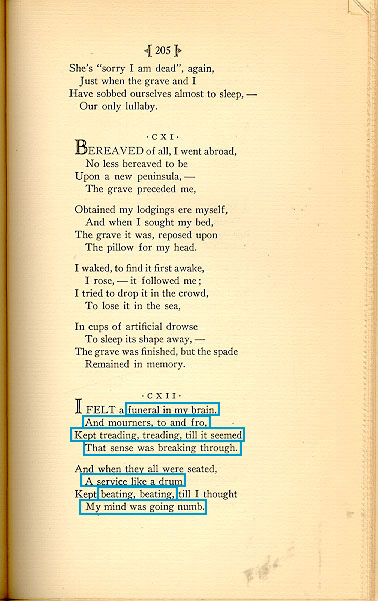 205
She's "sorry I am dead", again,
Just when the grave and I
Have sobbed ourselves almost to sleep, —
Our only lullaby.
· CXI ·
BEREAVED of all, I went abroad,
No less bereaved to be
Upon a new peninsula, —
The grave preceded me,
Obtained my lodgings ere myself,
And when I sought my bed,
The grave it was, reposed upon
The pillow for my head.
I waked, to find it first awake,
I rose, — it followed me;
I tried to drop it in the crowd,
To lose it in the sea,
In cups of artificial drowse
To sleep its shape away, —
The grave was finished, but the spade
Remained in memory.
· CXII ·
I FELT a funeral in my brain,
And mourners, to and fro,
Kept treading, treading, till it seemed
That sense was breaking through.
And when they all were seated,
A service like a drum
Kept beating, beating, till I thought
My mind was going numb.